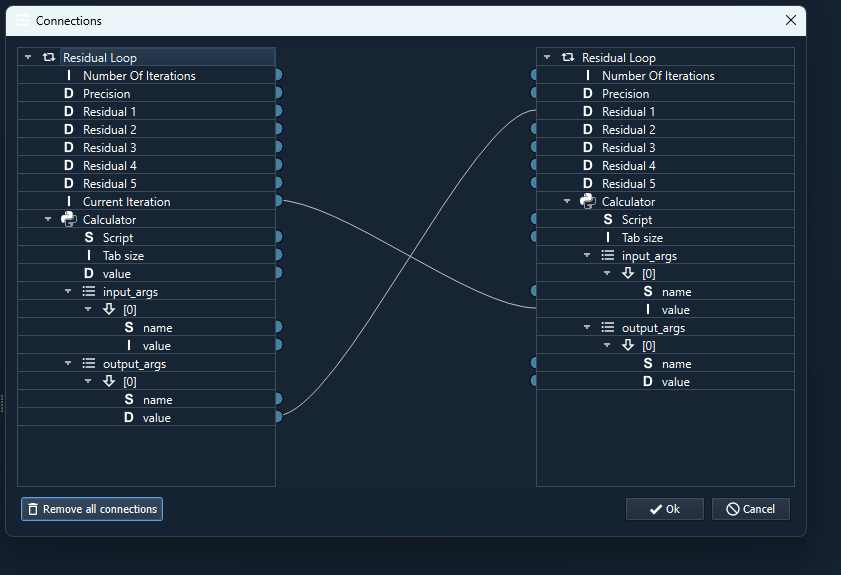 Connections
Residual Loop
Number Of Iterations
Precision
Residual 1
Residual 2
Residual 3
Residual 4
Residual 5
Current Iteration
Calculator
S Script
I Tab size
D value
input_args
[0]
S name
I value
output_args
[0]
S name
D value
Residual Loop
I Number Of Iterations
D Precision
D Residual 1
D Residual 2
D Residual 3
D Residual 4
D Residual 5
Calculator
S Script
I Tab size
input_args
[0]
S name
I value
output_args
[0]
S name
D value
Remove all connections
Ok
Cancel